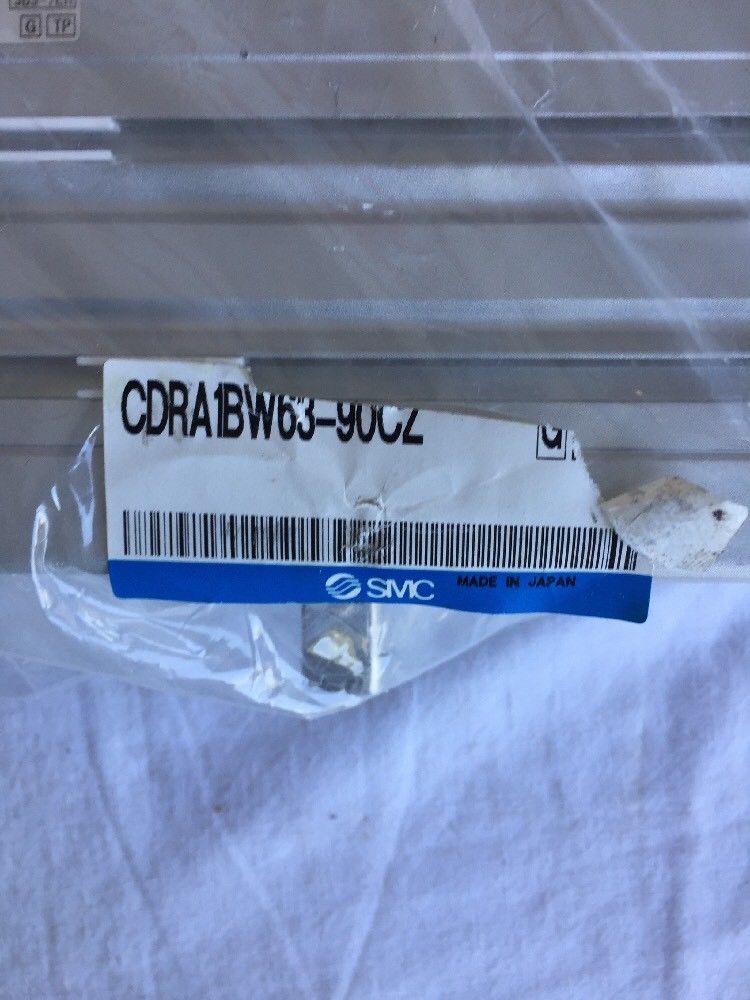 G TP
CDRA1BW63-90CZ
G
SMC MADE IN JAPAN